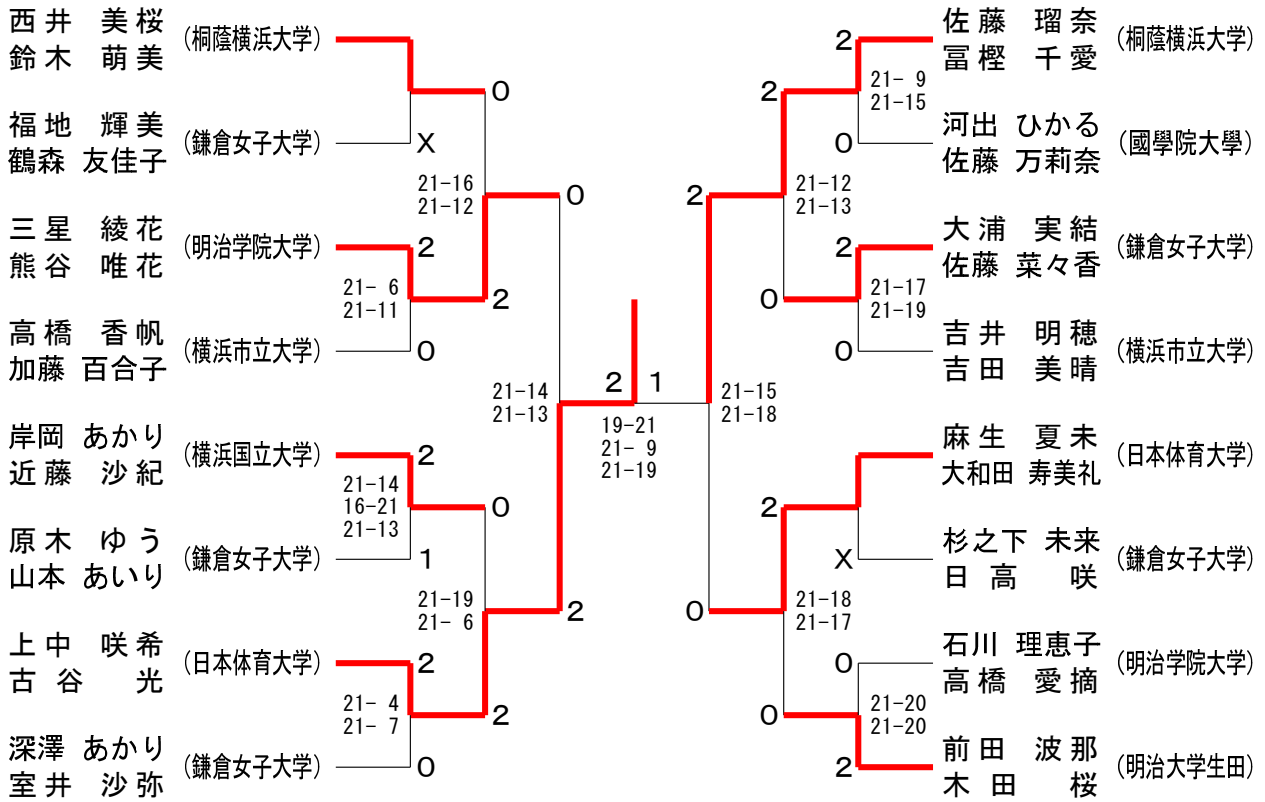 西井 美桜
鈴木 萌美
(桐蔭横浜大学)
0
福地 輝美
鶴森 友佳子
(鎌倉女子大学)
X
21-16
21-12
0
三星 綾花
熊谷 唯花
(明治学院大学)
2
21- 6
21-11
2
高橋 香帆
加藤 百合子
(横浜市立大学)
0
21-14
21-13
岸岡 あかり
近藤 沙紀
(横浜国立大学)
2
21-14
16-21
21-13
0
原木 ゆう
山本 あいり
(鎌倉女子大学)
1
21-19
21- 6
2
上中 咲希
古谷 光
(日本体育大学)
2
21- 4
21- 7
2
深澤 あかり
室井 沙弥
(鎌倉女子大学)
0
2 1
19-21
21- 9
21-19
佐藤 瑠奈
冨樫 千愛
(桐蔭横浜大学)
2
21- 9
21-15
2
河出 ひかる
佐藤 万莉奈
(國學院大學)
0
21-12
21-13
2
大浦 実結
佐藤 菜々香
(鎌倉女子大学)
2
21-17
21-19
0
吉井 明穂
吉田 美晴
(横浜市立大学)
0
21-15
21-18
麻生 夏未
大和田 寿美礼
(日本体育大学)
2
杉之下 未来
日高 咲
(鎌倉女子大学)
X
21-18
21-17
0
石川 理恵子
高橋 愛摘
(明治学院大学)
0
21-20
21-20
0
前田 波那
木田 桜
(明治大学生田)
2